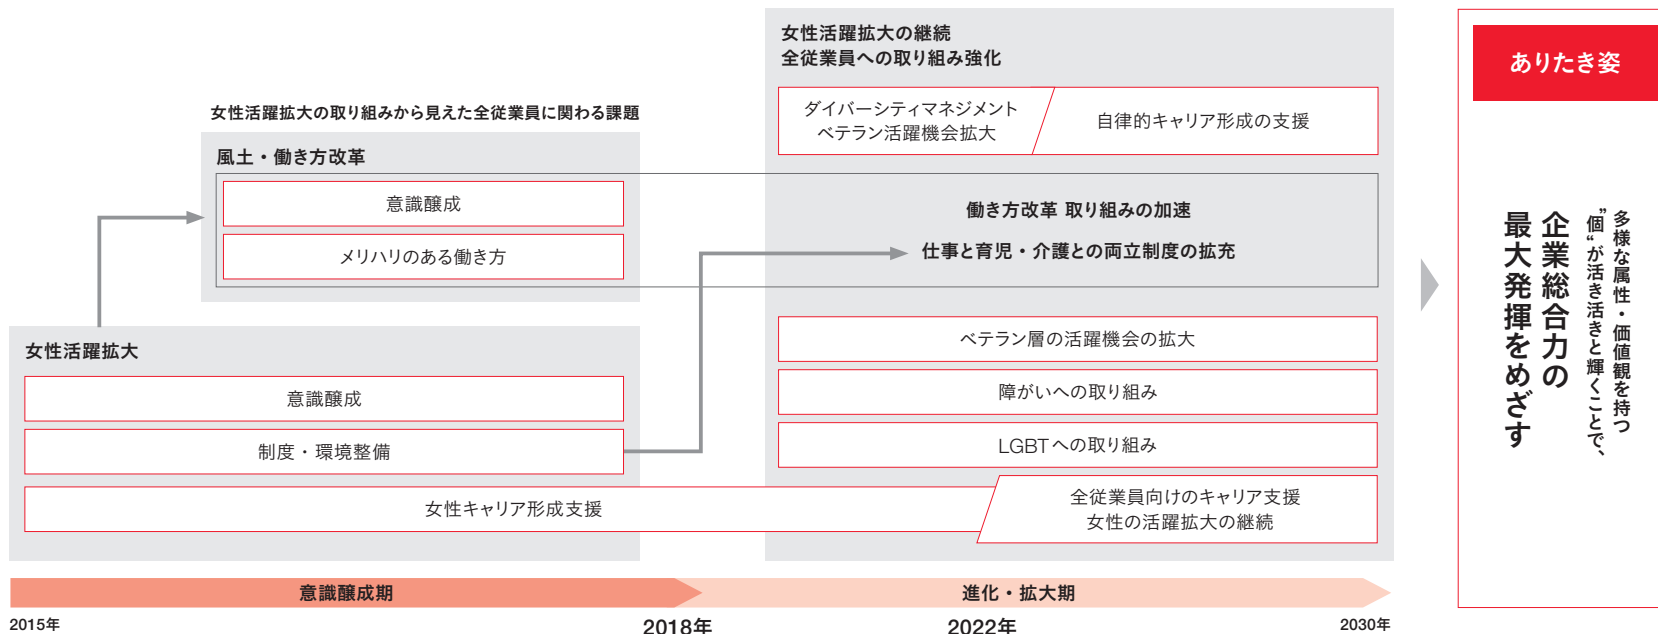 女性活躍拡大の取り組みから見えた全従業員に関わる課題
風土・働き方改革
意識醸成
メリハリのある働き方
女性活躍拡大
意識醸成
制度・環境整備
女性キャリア形成支援
女性活躍拡大の継続
全従業員への取り組み強化
ダイバーシティマネジメント
ベテラン活躍機会拡大
自律的キャリア形成の支援
働き方改革 取り組みの加速
仕事と育児・介護との両立制度の拡充
ベテラン層の活躍機会の拡大
障がいへの取り組み
LGBTへの取り組み
全従業員向けのキャリア支援
女性の活躍拡大の継続
意識醸成期
進化・拡大期
2015年
2018年
2022年
2030年
ありたき姿
多様な属性・価値観を持つ
”個“が活き活きと輝くことで、
企業総合力の
最大発揮をめざす